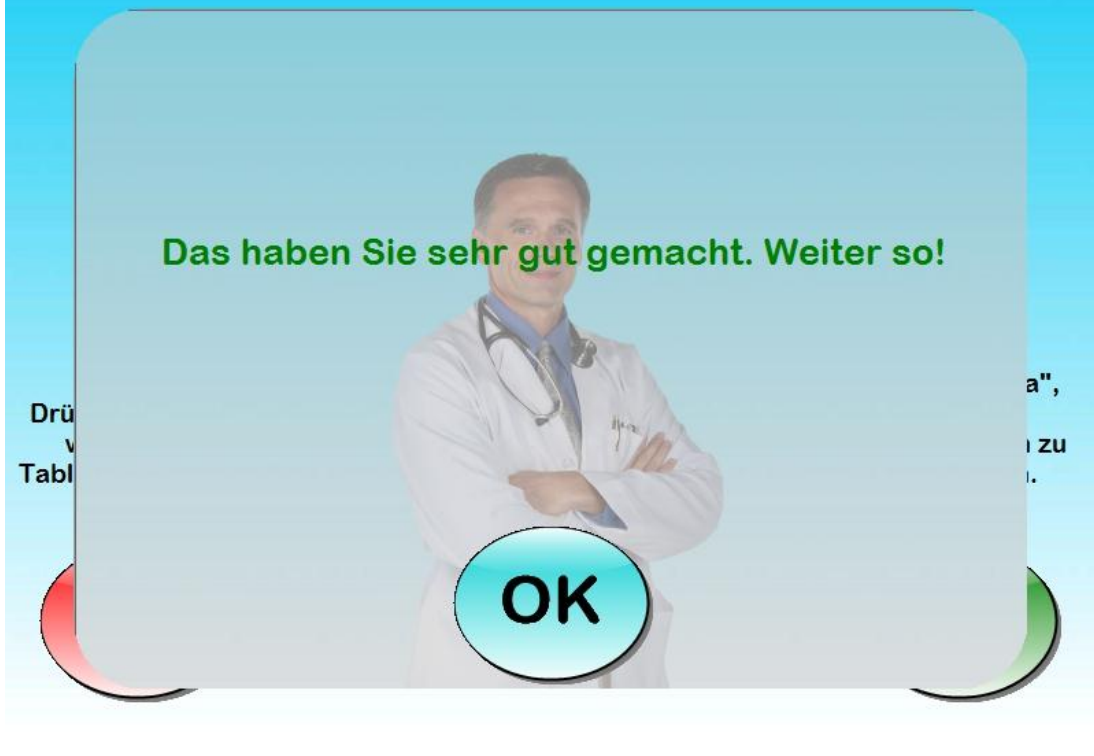 Das haben Sie sehr gut gemacht. Weiter so!
a",
Drü
v
zu
Tabl
.
OK